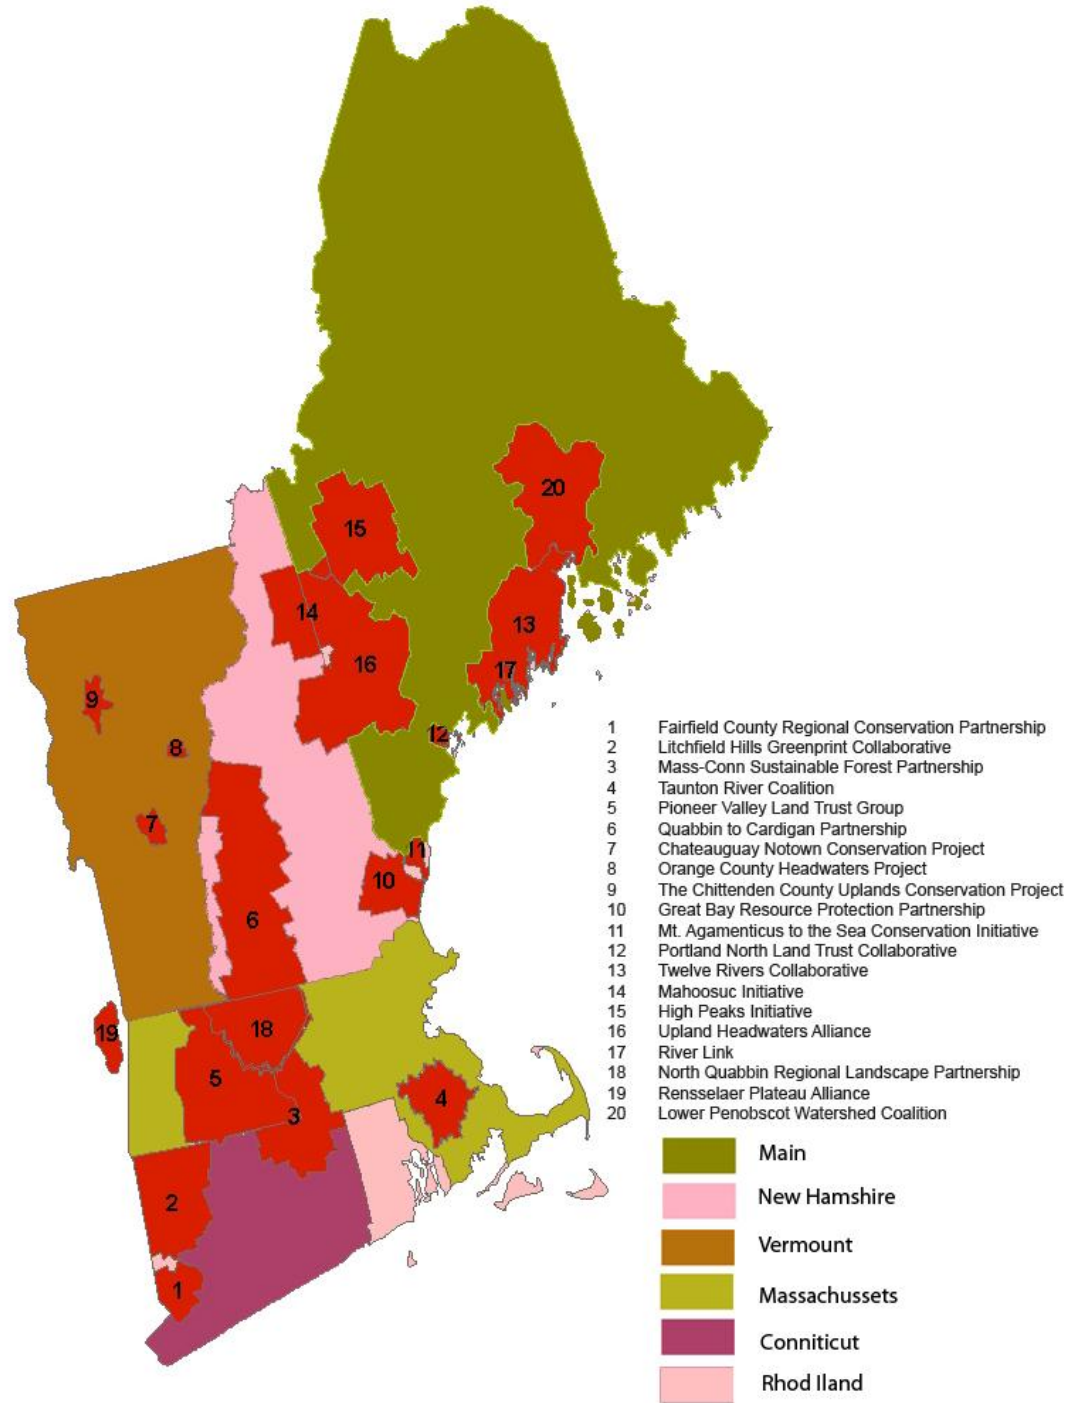 20
15
14
13
16
17
9
12
8
7
11
10
6
19
18
5
4
3
2
1
1 Fairfield County Regional Conservation Partnership
2 Litchfield Hills Greenprint Collaborative
3 Mass-Conn Sustainable Forest Partnership
4 Taunton River Coalition
5 Pioneer Valley Land Trust Group
6 Quabbin to Cardigan Partnership
7 Chateauguay Notown Conservation Project
8 Orange County Headwaters Project
9 The Chittenden County Uplands Conservation Project
10 Great Bay Resource Protection Partnership
11 Mt. Agamenticus to the Sea Conservation Initiative
12 Portland North Land Trust Collaborative
13 Twelve Rivers Collaborative
14 Mahoosuc Initiative
15 High Peaks Initiative
16 Upland Headwaters Alliance
17 River Link
18 North Quabbin Regional Landscape Partnership
19 Rensselaer Plateau Alliance
20 Lower Penobscot Watershed Coalition
Main
New Hamshire
Vermount
Massachussets
Conniticut
Rhod Iland